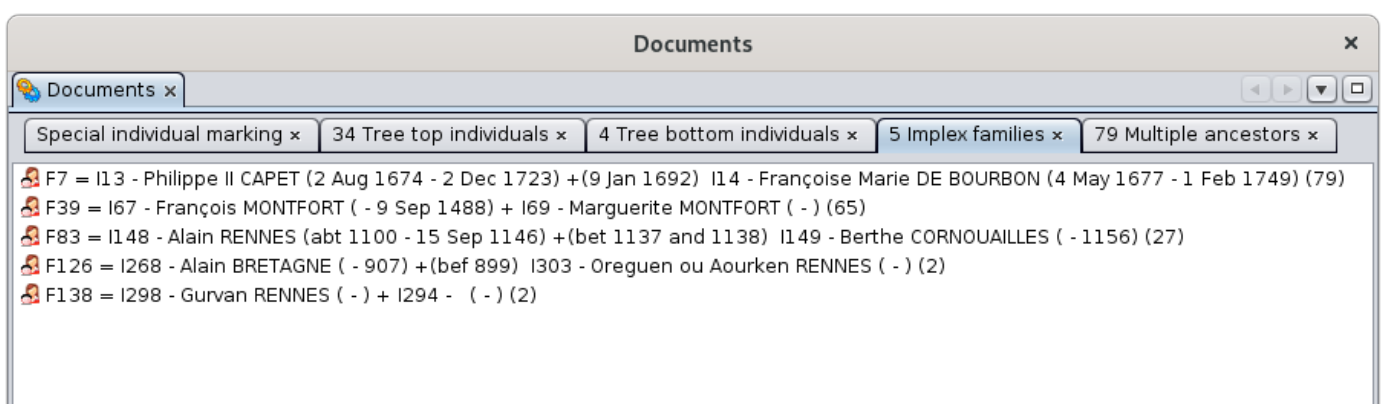 Documents ×
Documents ×
Special individual marking × 34 Tree top individuals × 4 Tree bottom individuals × 5 Implex families × 79 Multiple ancestors ×
F7 = I13 - Philippe II CAPET (2 Aug 1674 - 2 Dec 1723) +(9 Jan 1692)  I14 - Françoise Marie DE BOURBON (4 May 1677 - 1 Feb 1749) (79)
F39 = I67 - François MONTFORT ( - 9 Sep 1488) + I69 - Marguerite MONTFORT ( - ) (65)
F83 = I148 - Alain RENNES (abt 1100 - 15 Sep 1146) +(bet 1137 and 1138)  I149 - Berthe CORNOUAILLES ( - 1156) (27)
F126 = I268 - Alain BRETAGNE ( - 907) +(bef 899)  I303 - Oreguen ou Aourken RENNES ( - ) (2)
F138 = I298 - Gurvan RENNES ( - ) + I294 -   ( - ) (2)